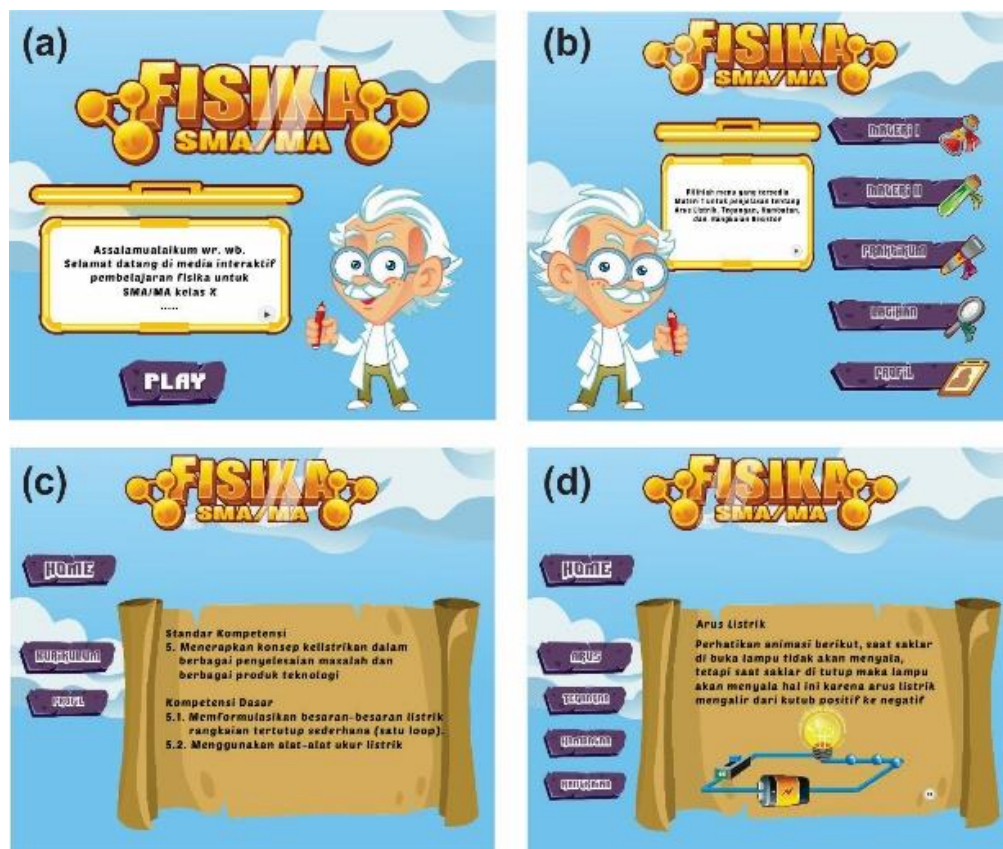 (a)
FISIKA
SMA/MA
Assalamualaikum wr. wb.
Selamat datang di media interaktif
pembelajaran fisika untuk
SMA/MA kelas X
.....
PLAY
(b)
FISIKA
SMA/MA
Pilihlah menu yang tersedia
Materi 1 untuk penjelasan tentang
Arus Listrik, Tegangan, Hambatan,
dan Rangkaian Resistor
MATERI I
MATERI II
PRAKTIKUM
LATIHAN
PROFIL
(c)
FISIKA
SMA/MA
HOME
KURIKULUM
PROFIL
Standar Kompetensi
5. Menerapkan konsep kelistrikan dalam
berbagai penyelesaian masalah dan
berbagai produk teknologi
Kompetensi Dasar
5.1. Memformulasikan besaran-besaran listrik
rangkaian tertutup sederhana (satu loop).
5.2. Menggunakan alat-alat ukur listrik
(d)
FISIKA
SMA/MA
HOME
ARUS
TEGANGAN
HAMBATAN
RANGKAIAN
Arus Listrik
Perhatikan animasi berikut, saat saklar
di buka lampu tidak akan menyala,
tetapi saat saklar di tutup maka lampu
akan menyala hal ini karena arus listrik
mengalir dari kutub positif ke negatif